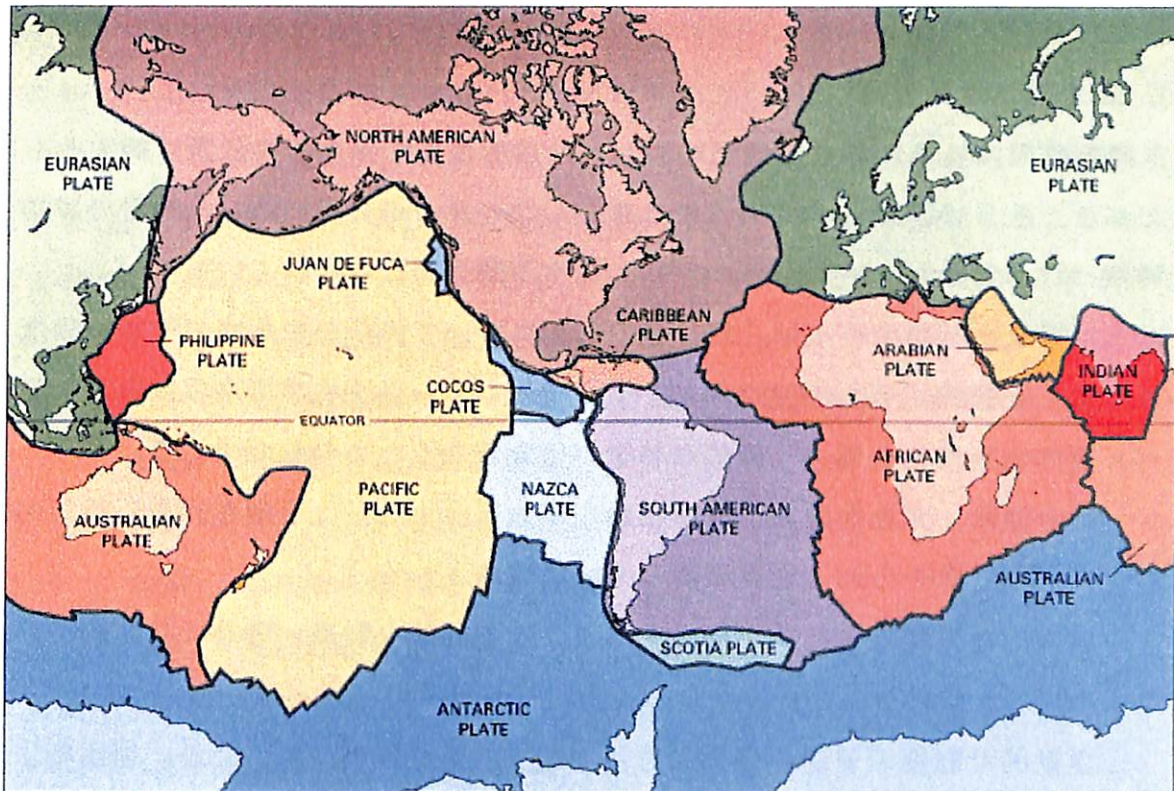 NORTH AMERICAN
PLATE
EURASIAN
PLATE
EURASIAN
PLATE
JUAN DE FUCA
PLATE
CARIBBEAN
PLATE
PHILIPPINE
PLATE
ARABIAN
PLATE
INDIAN
PLATE
COCOS
PLATE
EQUATOR
AFRICAN
PLATE
PACIFIC
PLATE
NAZCA
PLATE
SOUTH AMERICAN
PLATE
AUSTRALIAN
PLATE
AUSTRALIAN
PLATE
SCOTIA PLATE
ANTARCTIC
PLATE